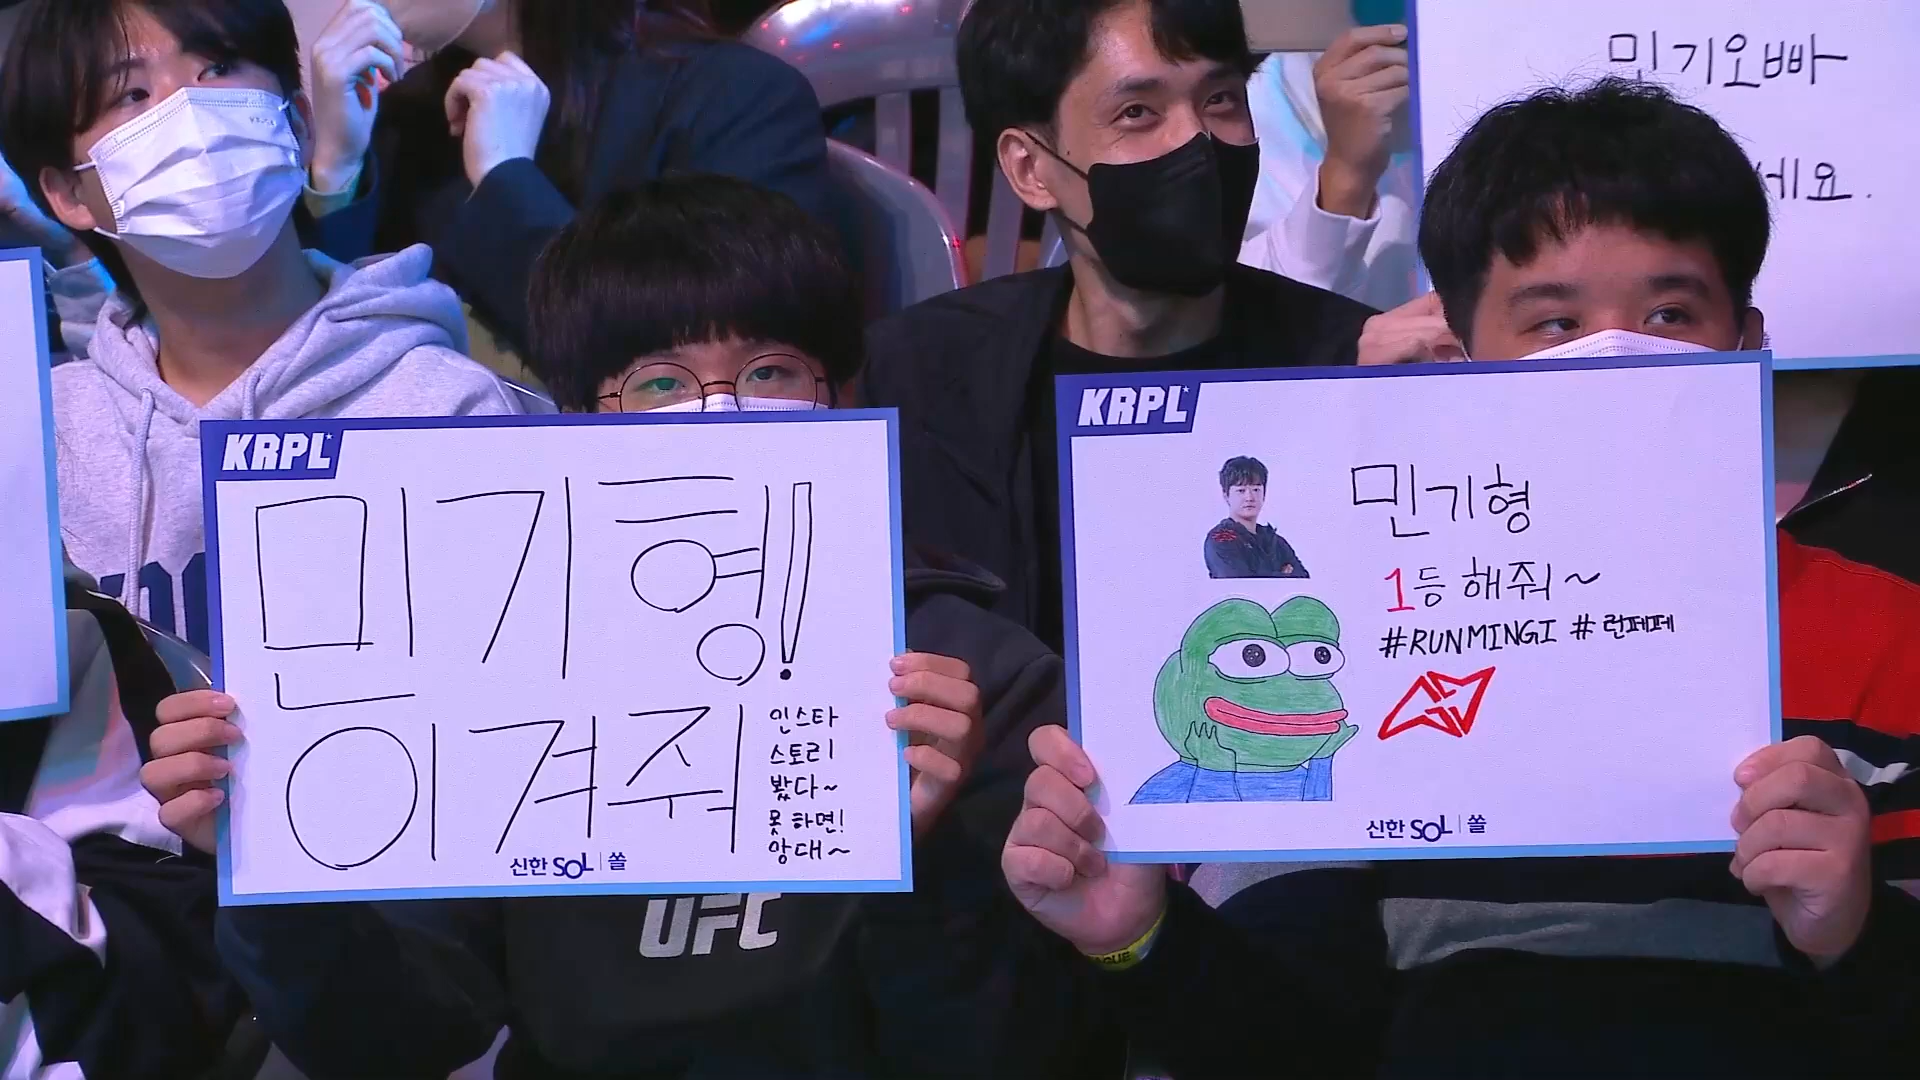 민기오빠
세요.
KRPL
민기형!
이겨줘
인스타
스토리
봤다~
못 하면!
앙대~
신한 SOL | 쏠
UFC
KRPL
민기형
1등 해줘~
#RUNMINGI #런페페
신한 SOL | 쏠